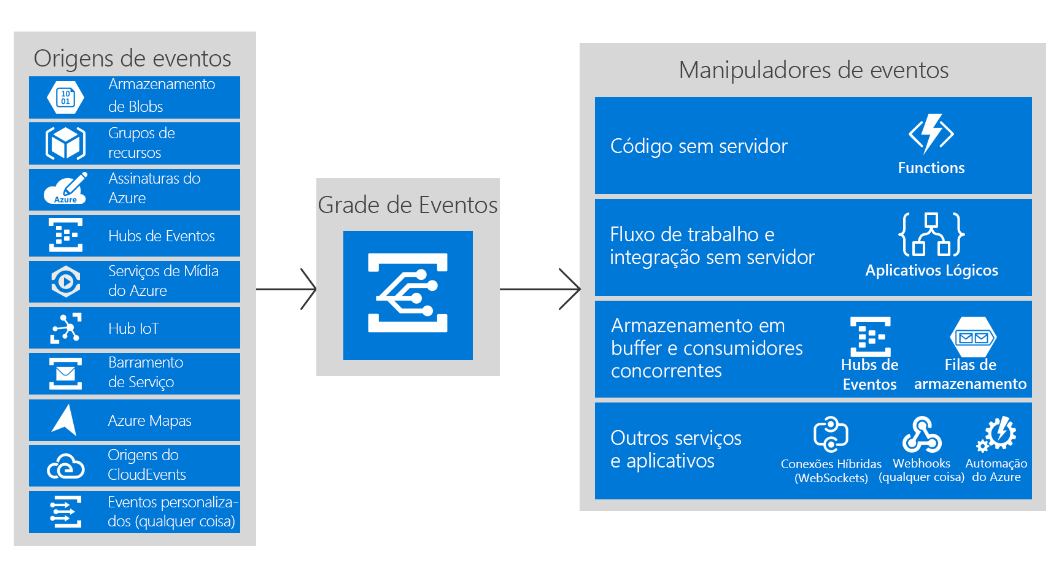 Origens de eventos
Armazenamento
de Blobs
10
01
Grupos de
recursos
Assinaturas do
Azure
Azure
Hubs de Eventos
Serviços de Mídia
do Azure
Hub IoT
Barramento
de Serviço
Azure Mapas
Origens do
CloudEvents
Eventos personaliza-
dos (qualquer coisa)
Grade de Eventos
Manipuladores de eventos
Código sem servidor
Functions
Fluxo de trabalho e
integração sem servidor
Aplicativos Lógicos
Armazenamento em
buffer e consumidores
concorrentes
Hubs de
Eventos
Filas de
armazenamento
Outros serviços
e aplicativos
Conexões Híbridas
(WebSockets)
Webhooks
(qualquer coisa)
Automação
do Azure